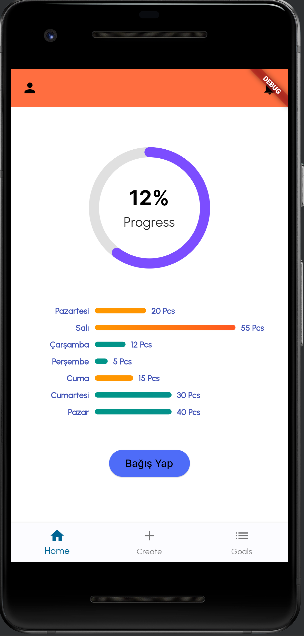 DEBUG
12%
Progress
Pazartesi 20 Pcs
Salı 55 Pcs
Çarşamba 12 Pcs
Perşembe 5 Pcs
Cuma 15 Pcs
Cumartesi 30 Pcs
Pazar 40 Pcs
Bağış Yap
Home Create Goals